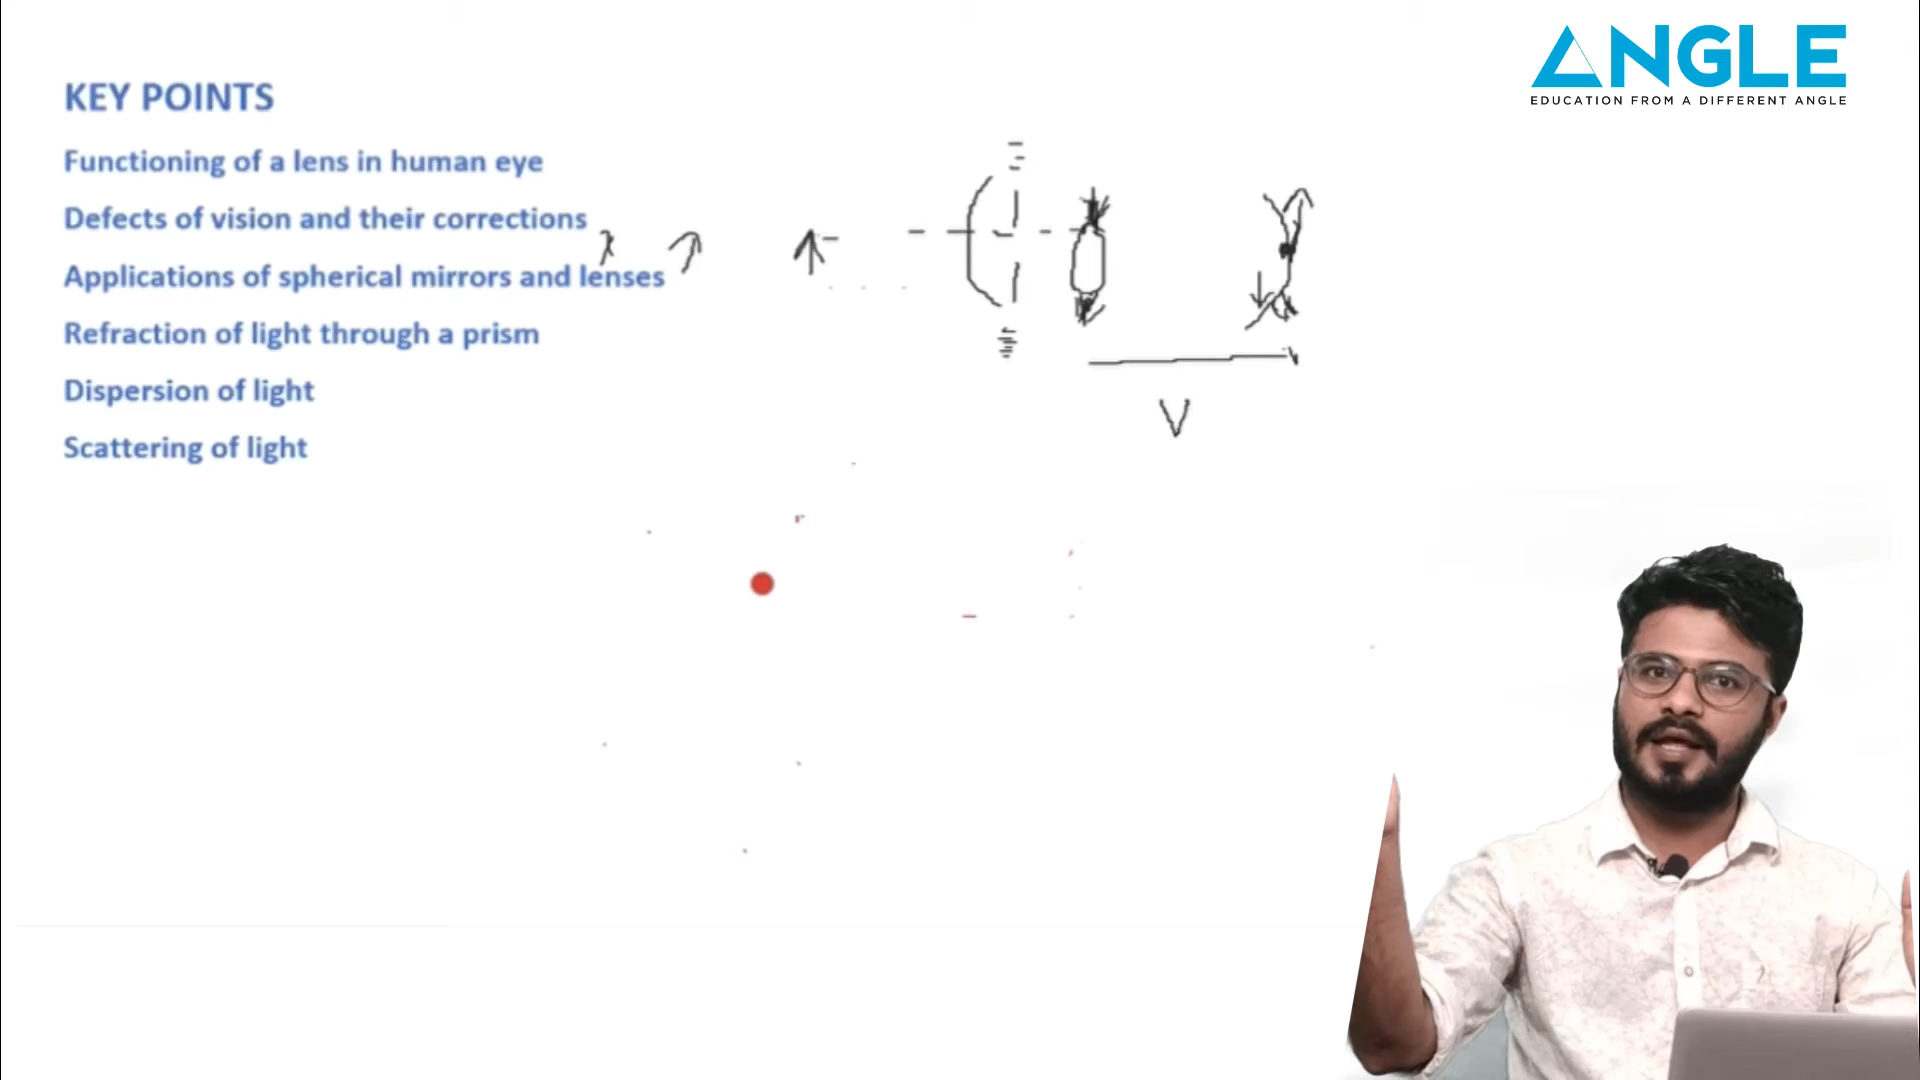 ANGLE
EDUCATION FROM A DIFFERENT ANGLE
KEY POINTS
Functioning of a lens in human eye
Defects of vision and their corrections
Applications of spherical mirrors and lenses
Refraction of light through a prism
Dispersion of light
Scattering of light
V